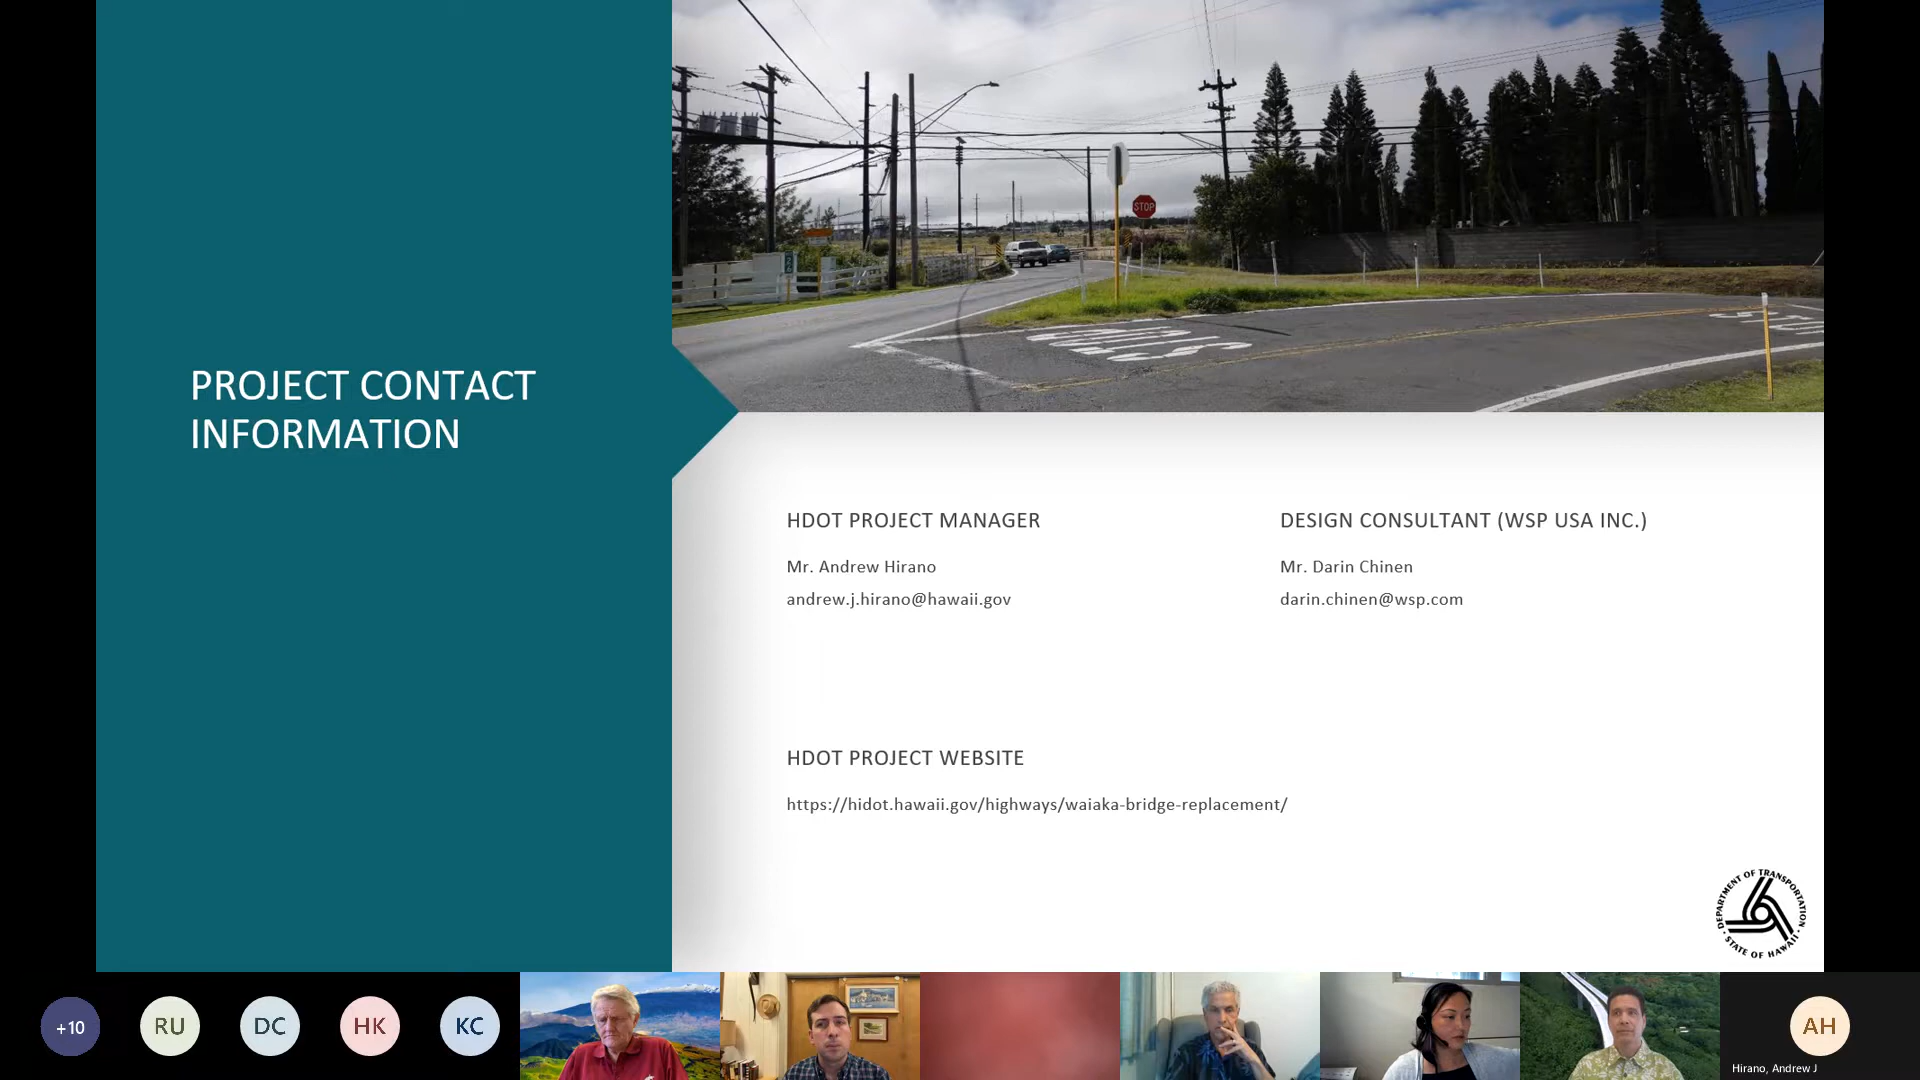 STOP
PROJECT CONTACT
INFORMATION
HDOT PROJECT MANAGER
Mr. Andrew Hirano
andrew.j.hirano@hawaii.gov
DESIGN CONSULTANT (WSP USA INC.)
Mr. Darin Chinen
darin.chinen@wsp.com
HDOT PROJECT WEBSITE
https://hidot.hawaii.gov/highways/waiaka-bridge-replacement/
DEPARTMENT OF TRANSPORTATION
STATE OF HAWAII
+10
RU
DC
HK
KC
AH
Hirano, Andrew J